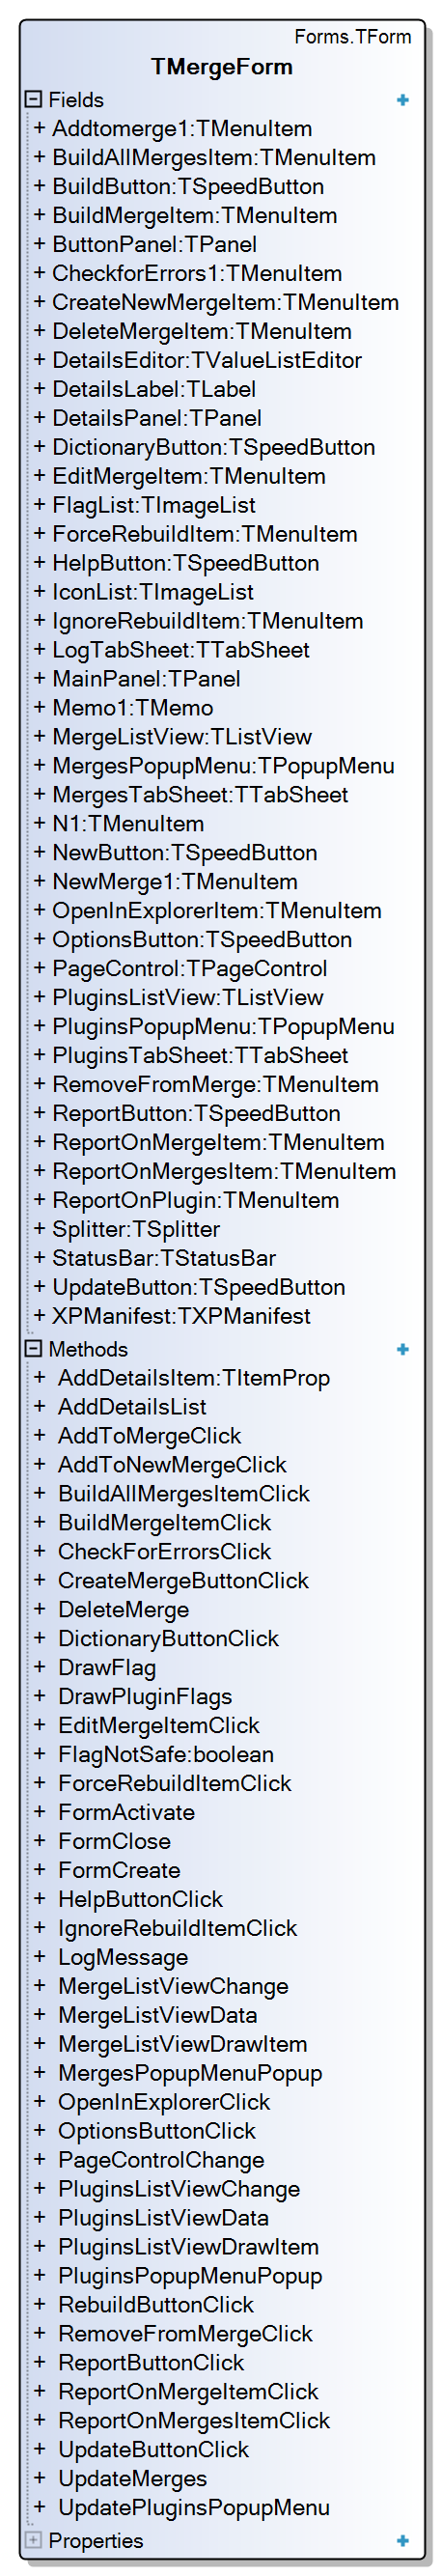 Forms.TForm
TMergeForm
Fields
+ Addtomerge1:TMenuItem
+ BuildAllMergesItem:TMenuItem
+ BuildButton:TSpeedButton
+ BuildMergeItem:TMenuItem
+ ButtonPanel:TPanel
+ CheckforErrors1:TMenuItem
+ CreateNewMergeItem:TMenuItem
+ DeleteMergeItem:TMenuItem
+ DetailsEditor:TValueListEditor
+ DetailsLabel:TLabel
+ DetailsPanel:TPanel
+ DictionaryButton:TSpeedButton
+ EditMergeItem:TMenuItem
+ FlagList:TImageList
+ ForceRebuildItem:TMenuItem
+ HelpButton:TSpeedButton
+ IconList:TImageList
+ IgnoreRebuildItem:TMenuItem
+ LogTabSheet:TTabSheet
+ MainPanel:TPanel
+ Memo1:TMemo
+ MergeListView:TListView
+ MergesPopupMenu:TPopupMenu
+ MergesTabSheet:TTabSheet
+ N1:TMenuItem
+ NewButton:TSpeedButton
+ NewMerge1:TMenuItem
+ OpenInExplorerItem:TMenuItem
+ OptionsButton:TSpeedButton
+ PageControl:TPageControl
+ PluginsListView:TListView
+ PluginsPopupMenu:TPopupMenu
+ PluginsTabSheet:TTabSheet
+ RemoveFromMerge:TMenuItem
+ ReportButton:TSpeedButton
+ ReportOnMergeItem:TMenuItem
+ ReportOnMergesItem:TMenuItem
+ ReportOnPlugin:TMenuItem
+ Splitter:TSplitter
+ StatusBar:TStatusBar
+ UpdateButton:TSpeedButton
+ XPManifest:TXPManifest
Methods
+ AddDetailsItem:TItemProp
+ AddDetailsList
+ AddToMergeClick
+ AddToNewMergeClick
+ BuildAllMergesItemClick
+ BuildMergeItemClick
+ CheckForErrorsClick
+ CreateMergeButtonClick
+ DeleteMerge
+ DictionaryButtonClick
+ DrawFlag
+ DrawPluginFlags
+ EditMergeItemClick
+ FlagNotSafe:boolean
+ ForceRebuildItemClick
+ FormActivate
+ FormClose
+ FormCreate
+ HelpButtonClick
+ IgnoreRebuildItemClick
+ LogMessage
+ MergeListViewChange
+ MergeListViewData
+ MergeListViewDrawItem
+ MergesPopupMenuPopup
+ OpenInExplorerClick
+ OptionsButtonClick
+ PageControlChange
+ PluginsListViewChange
+ PluginsListViewData
+ PluginsListViewDrawItem
+ PluginsPopupMenuPopup
+ RebuildButtonClick
+ RemoveFromMergeClick
+ ReportButtonClick
+ ReportOnMergeItemClick
+ ReportOnMergesItemClick
+ UpdateButtonClick
+ UpdateMerges
+ UpdatePluginsPopupMenu
Properties